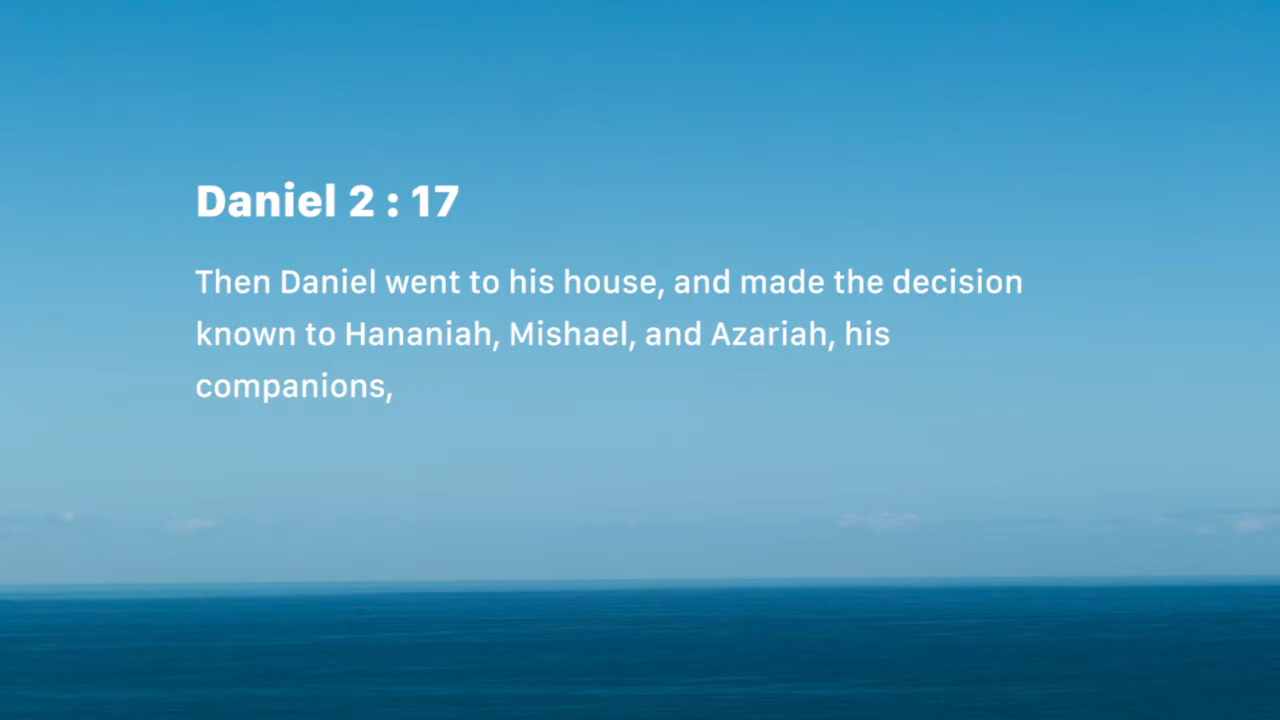 Daniel 2 : 17
Then Daniel went to his house, and made the decision
known to Hananiah, Mishael, and Azariah, his
companions,